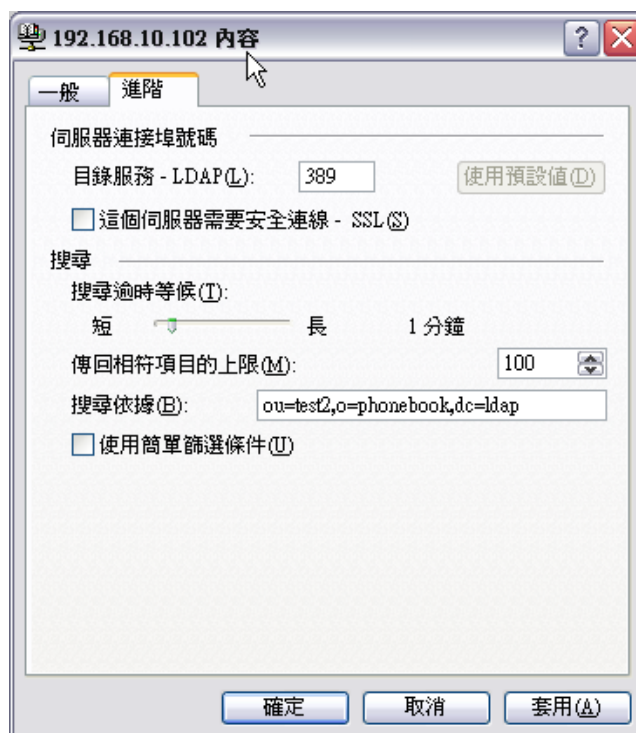 192.168.10.102 內容
一般 進階
伺服器連接埠號碼
目錄服務 - LDAP(L): 389 使用預設值(D)
這個伺服器需要安全連線 - SSL(S)
搜尋
搜尋逾時等候(T):
短 長 1 分鐘
傳回相符項目的上限(M): 100
搜尋依據(B): ou=test2,o=phonebook,dc=ldap
使用簡單篩選條件(U)
確定 取消 套用(A)